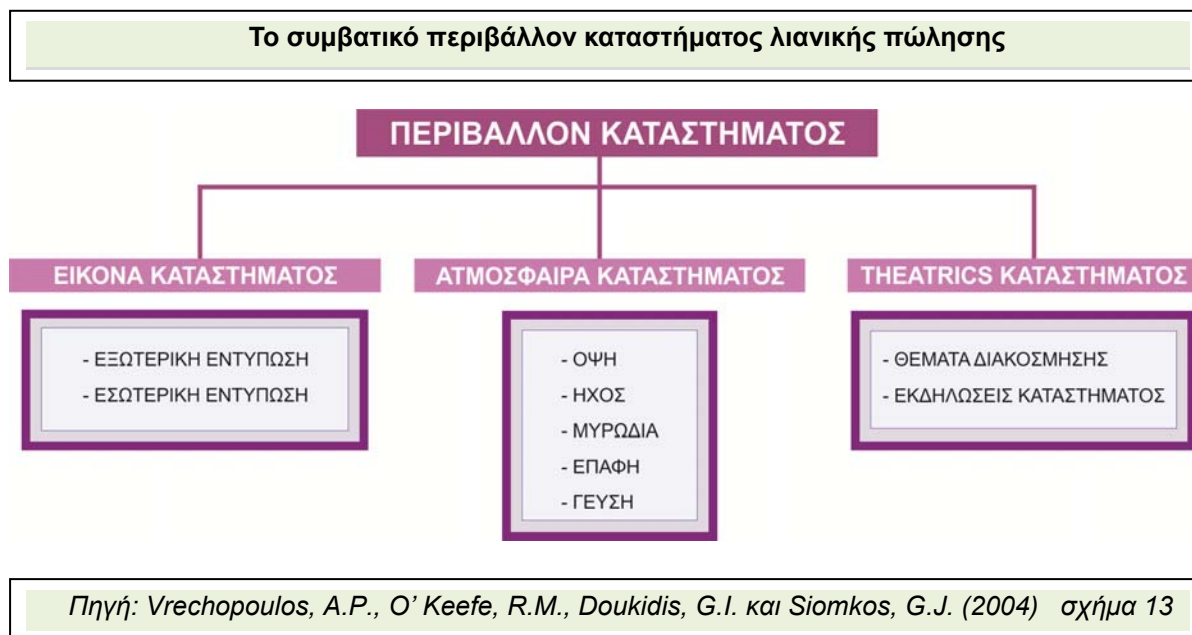 Το συμβατικό περιβάλλον καταστήματος λιανικής πώλησης
ΠΕΡΙΒΑΛΛΟΝ ΚΑΤΑΣΤΗΜΑΤΟΣ
ΕΙΚΟΝΑ ΚΑΤΑΣΤΗΜΑΤΟΣ
- ΕΞΩΤΕΡΙΚΗ ΕΝΤΥΠΩΣΗ
- ΕΣΩΤΕΡΙΚΗ ΕΝΤΥΠΩΣΗ
ΑΤΜΟΣΦΑΙΡΑ ΚΑΤΑΣΤΗΜΑΤΟΣ
- ΟΨΗ
- ΗΧΟΣ
- ΜΥΡΩΔΙΑ
- ΕΠΑΦΗ
- ΓΕΥΣΗ
THEATRICS ΚΑΤΑΣΤΗΜΑΤΟΣ
- ΘΕΜΑΤΑ ΔΙΑΚΟΣΜΗΣΗΣ
- ΕΚΔΗΛΩΣΕΙΣ ΚΑΤΑΣΤΗΜΑΤΟΣ
Πηγή: Vrechopoulos, A.P., O’ Keefe, R.M., Doukidis, G.I. και Siomkos, G.J. (2004) σχήμα 13